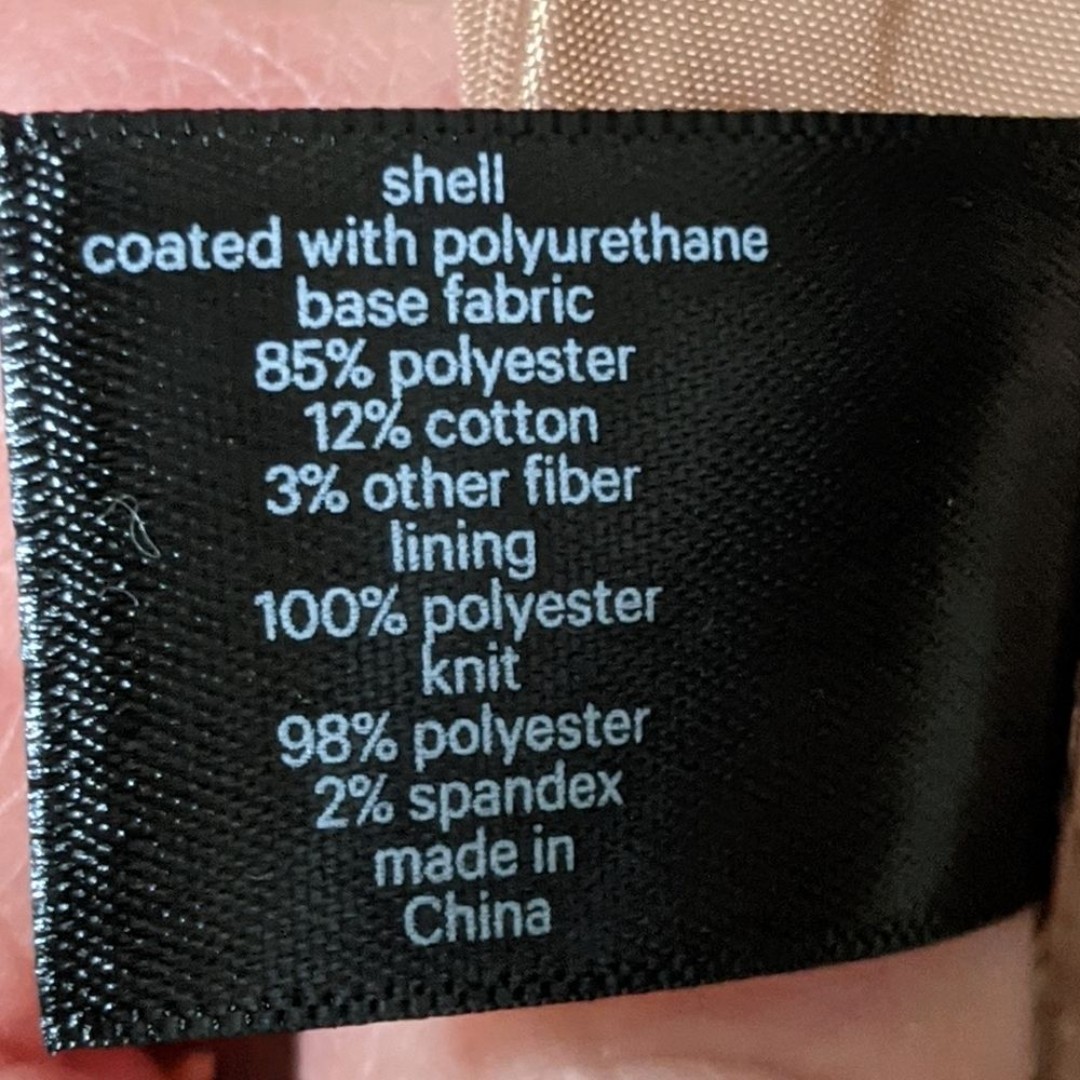 shell
coated with polyurethane
base fabric
85% polyester
12% cotton
3% other fiber
lining
100% polyester
knit
98% polyester
2% spandex
made in
China